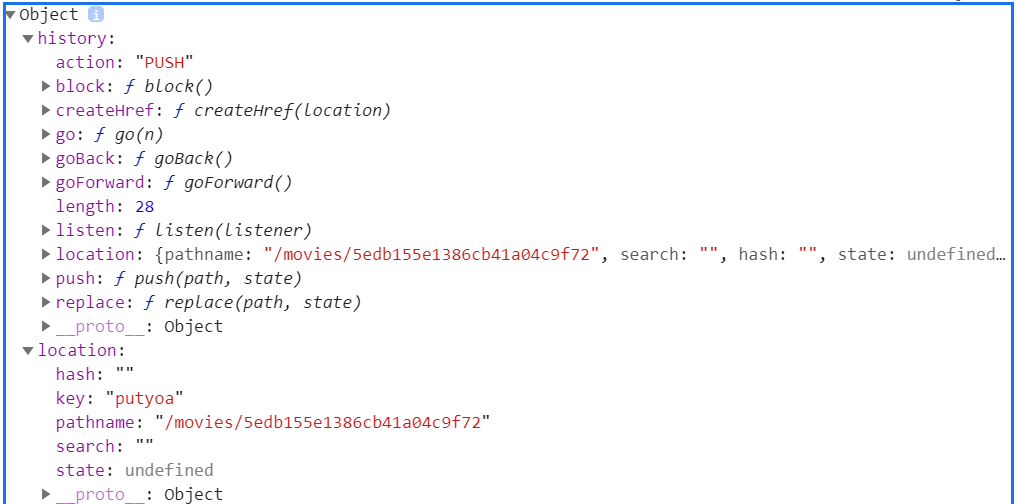 Object i
history:
action: "PUSH"
block: ƒ block()
createHref: ƒ createHref(location)
go: ƒ go(n)
goBack: ƒ goBack()
goForward: ƒ goForward()
length: 28
listen: ƒ listen(listener)
location: {pathname: "/movies/5edb155e1386cb41a04c9f72", search: "", hash: "", state: undefined…
push: ƒ push(path, state)
replace: ƒ replace(path, state)
__proto__: Object
location:
hash: ""
key: "putyoa"
pathname: "/movies/5edb155e1386cb41a04c9f72"
search: ""
state: undefined
__proto__: Object